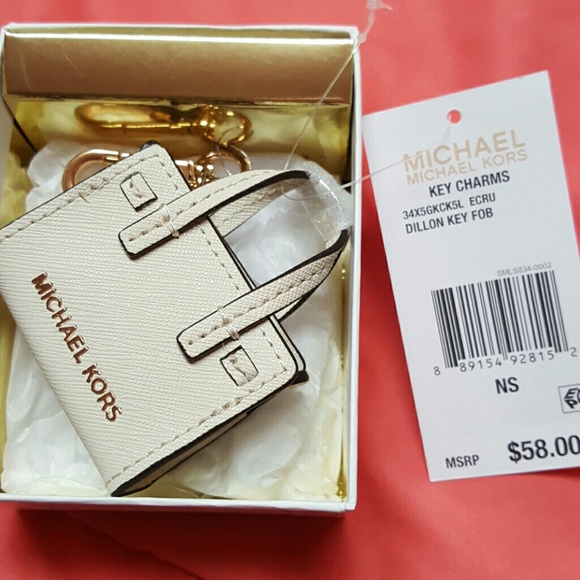 MICHAEL KORS
MICHAEL
MICHAEL KORS
KEY CHARMS
34X5GKCK5L ECRU
DILLON KEY FOB
SMLS834-0002
8 89154 92815 2
NS
MSRP $58.00